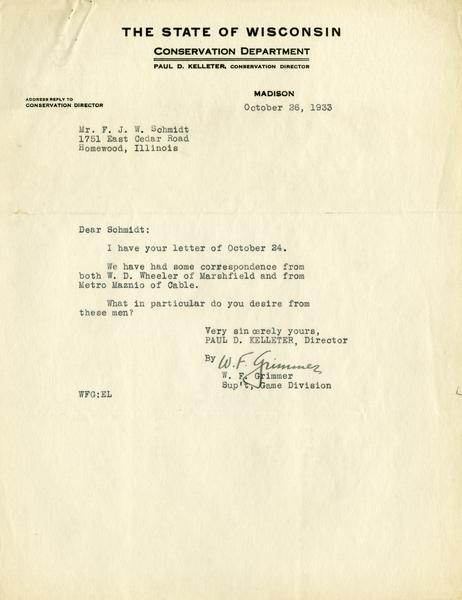 THE STATE OF WISCONSIN
CONSERVATION DEPARTMENT
PAUL D. KELLETER, CONSERVATION DIRECTOR
MADISON
ADDRESS REPLY TO
CONSERVATION DIRECTOR
October 26, 1933
Mr. F. J. W. Schmidt
1751 East Cedar Road
Homewood, Illinois
Dear Schmidt:
I have your letter of October 24.
We have had some correspondence from
both W. D. Wheeler of Marshfield and from
Metro Maznio of Cable.
What in particular do you desire from
these men?
Very sincerely yours,
PAUL D. KELLETER, Director
By W. F. Grimmer
W. F. Grimmer
Sup't, Game Division
WFG:EL